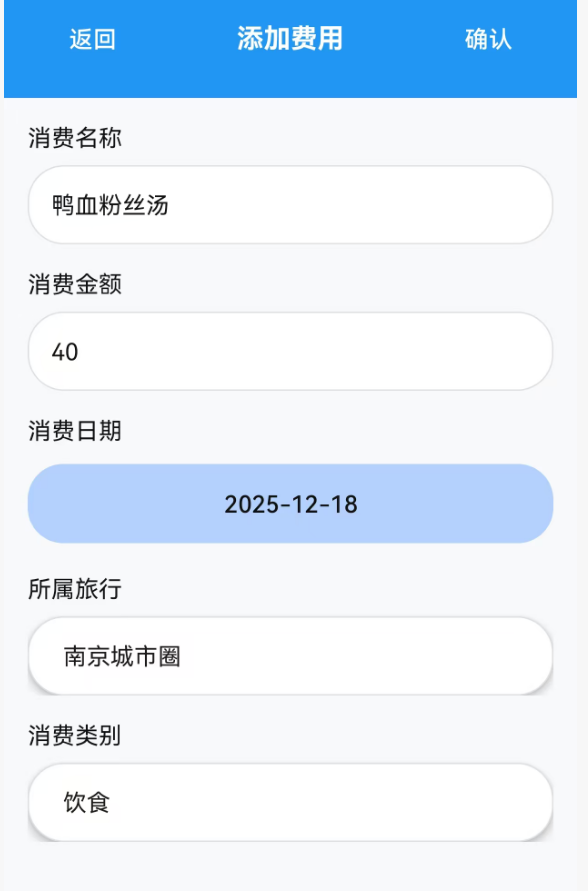 返回 添加费用 确认
消费名称
鸭血粉丝汤
消费金额
40
消费日期
2025-12-18
所属旅行
南京城市圈
消费类别
饮食